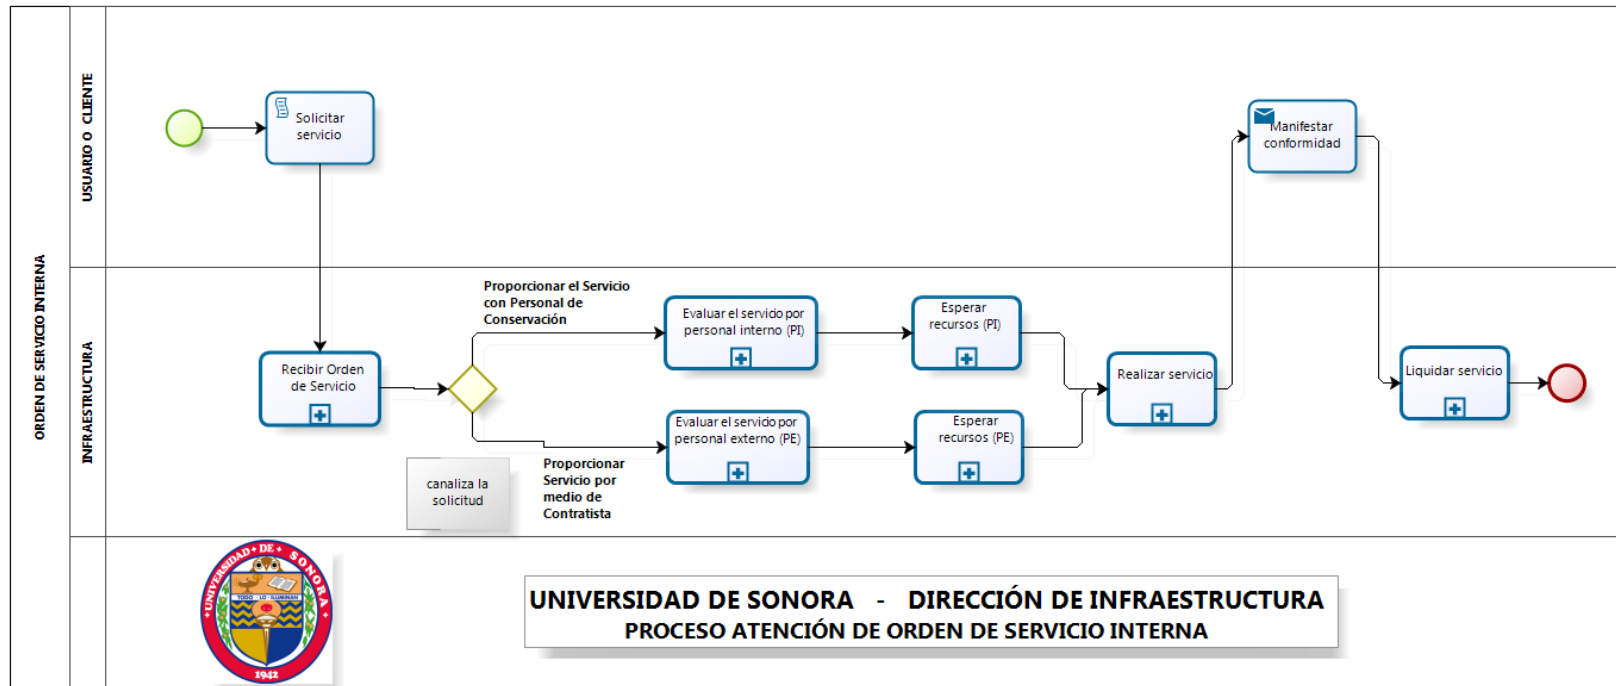 ORDEN DE SERVICIO INTERNA
USUARIO O CLIENTE
Solicitar
servicio
Manifestar
conformidad
INFRAESTRUCTURA
Recibir Orden
de Servicio
Proporcionar el Servicio
con Personal de
Conservación
Evaluar el servicio por
personal interno (PI)
Esperar
recursos (PI)
canaliza la
solicitud
Proporcionar
Servicio por
medio de
Contratista
Evaluar el servicio por
personal externo (PE)
Esperar
recursos (PE)
Realizar servicio
Liquidar servicio
UNIVERSIDAD DE SONORA
TODO LO ILUMINAN
1942
UNIVERSIDAD DE SONORA - DIRECCIÓN DE INFRAESTRUCTURA
PROCESO ATENCIÓN DE ORDEN DE SERVICIO INTERNA